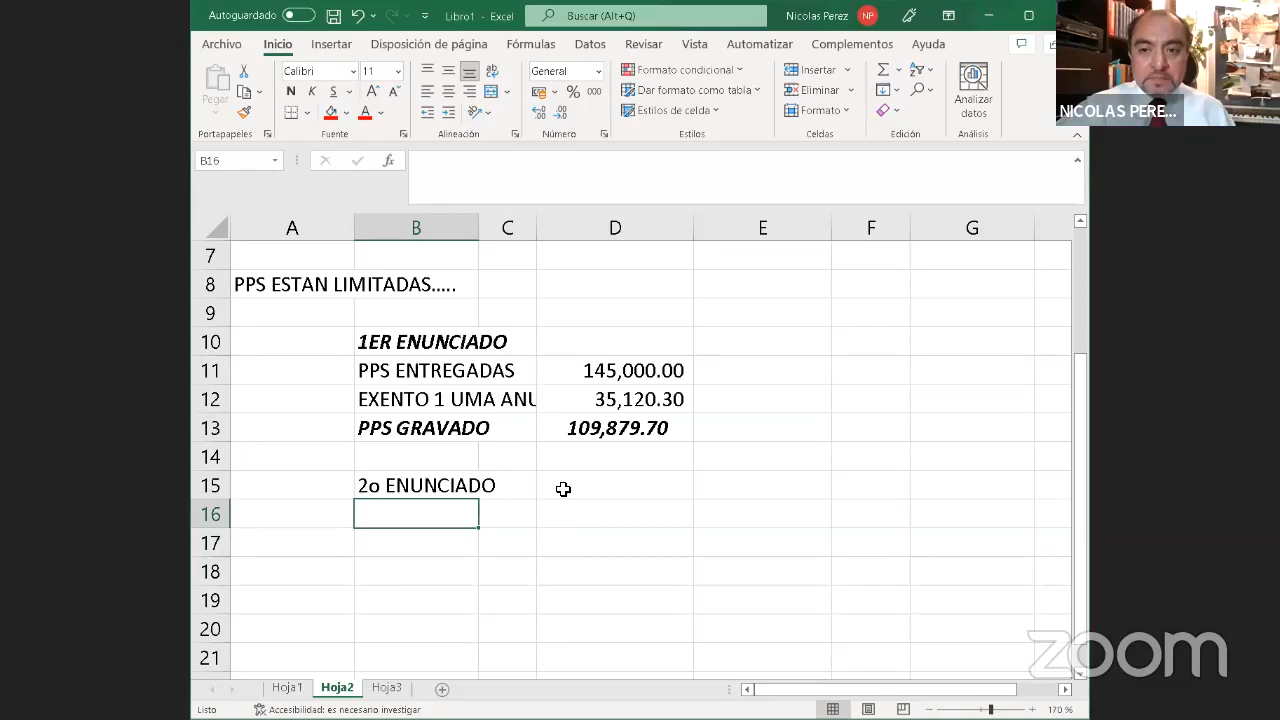 Autoguardado
Libro1 - Excel
Buscar (Alt+Q)
Nicolas Perez
NP
Archivo Inicio Insertar Disposición de página Fórmulas Datos Revisar Vista Automatizar Complementos Ayuda
Pegar
Calibri 11
N K S
General
% 000
Formato condicional
Dar formato como tabla
Estilos de celda
Insertar
Eliminar
Formato
Analizar datos
Portapapeles Fuente Alineación Número Estilos Celdas Edición Análisis
NICOLAS PERE...
B16
fx
A B C D E F G
7
8 PPS ESTAN LIMITADAS.....
9
10 1ER ENUNCIADO
11 PPS ENTREGADAS 145,000.00
12 EXENTO 1 UMA ANU 35,120.30
13 PPS GRAVADO 109,879.70
14
15 2o ENUNCIADO
16
17
18
19
20
21
zoom
Hoja1 Hoja2 Hoja3
Listo
Accesibilidad: es necesario investigar
170 %